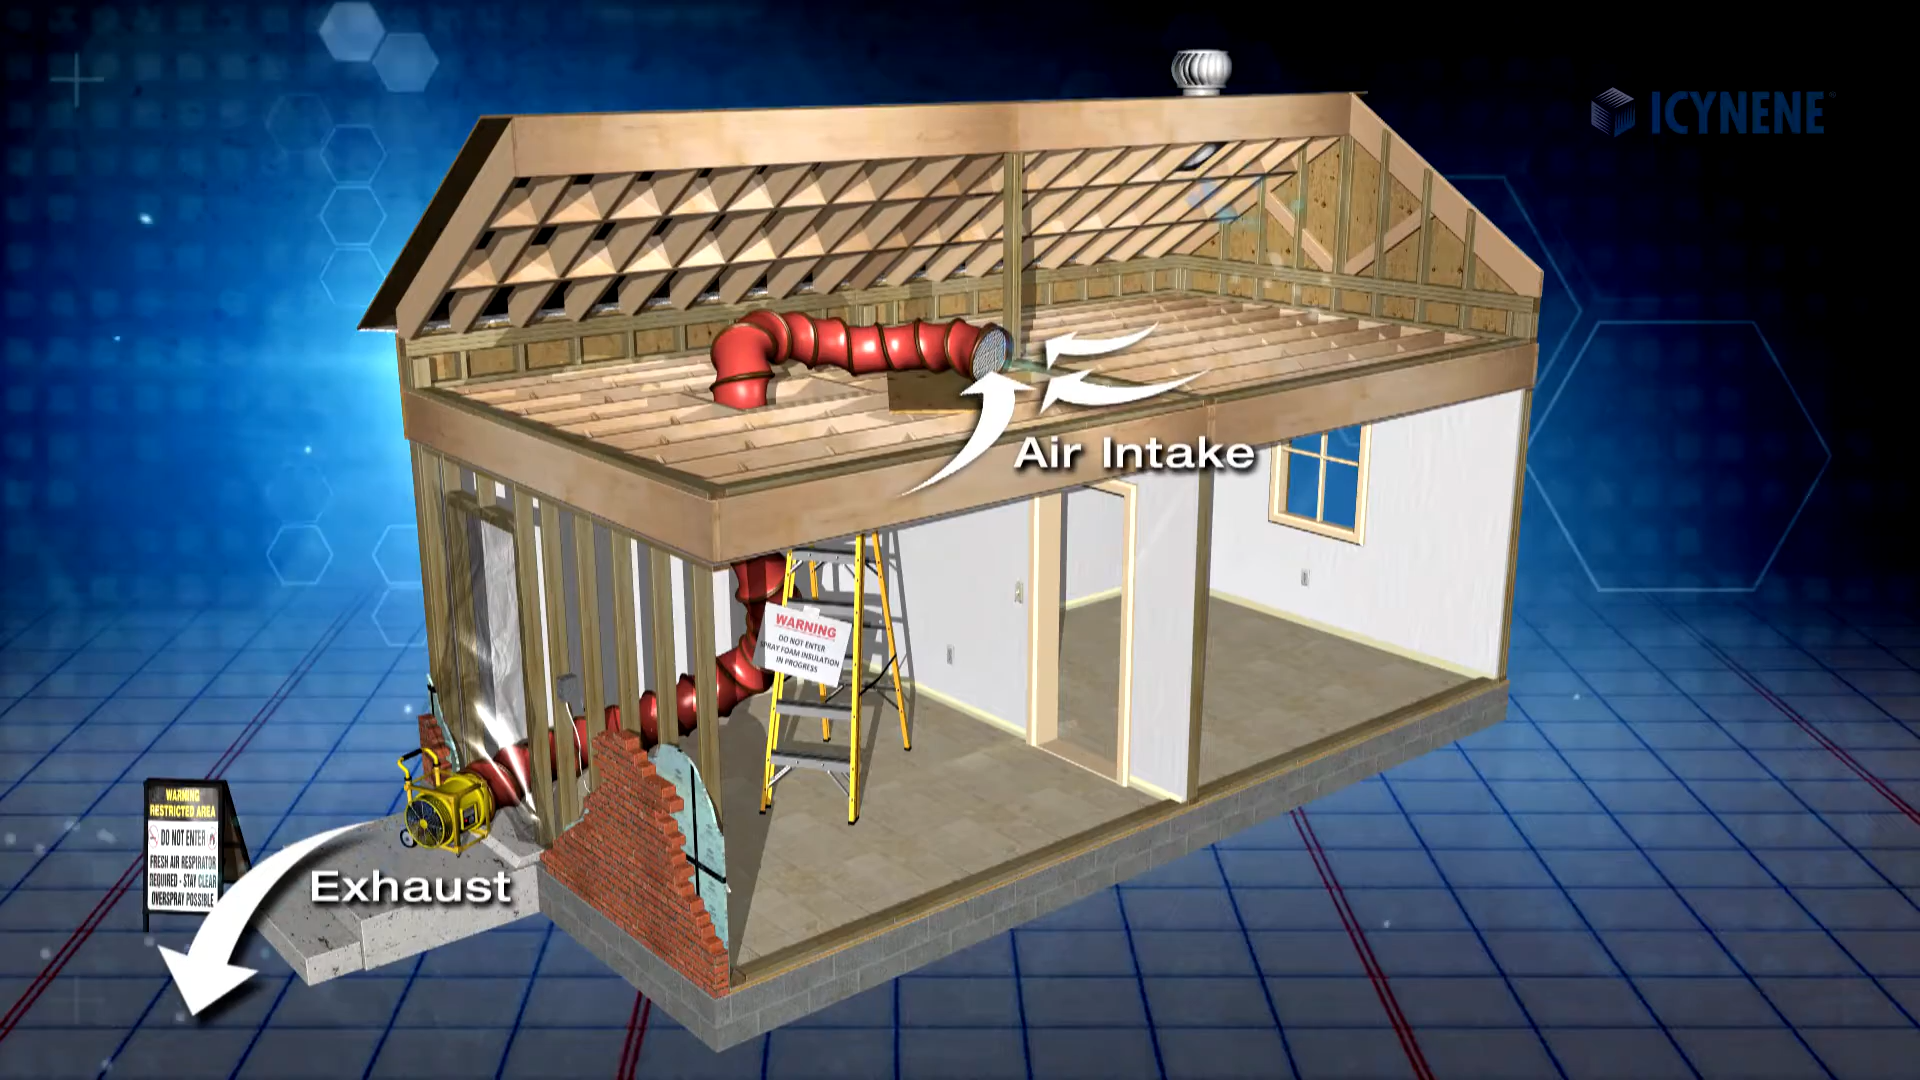 ICYNENE
Air Intake
WARNING
DO NOT ENTER
SPRAY FOAM INSULATION
IN PROGRESS
WARNING
RESTRICTED AREA
DO NOT ENTER
FRESH AIR RESPIRATOR
REQUIRED - STAY CLEAR
OVERSPRAY POSSIBLE
Exhaust